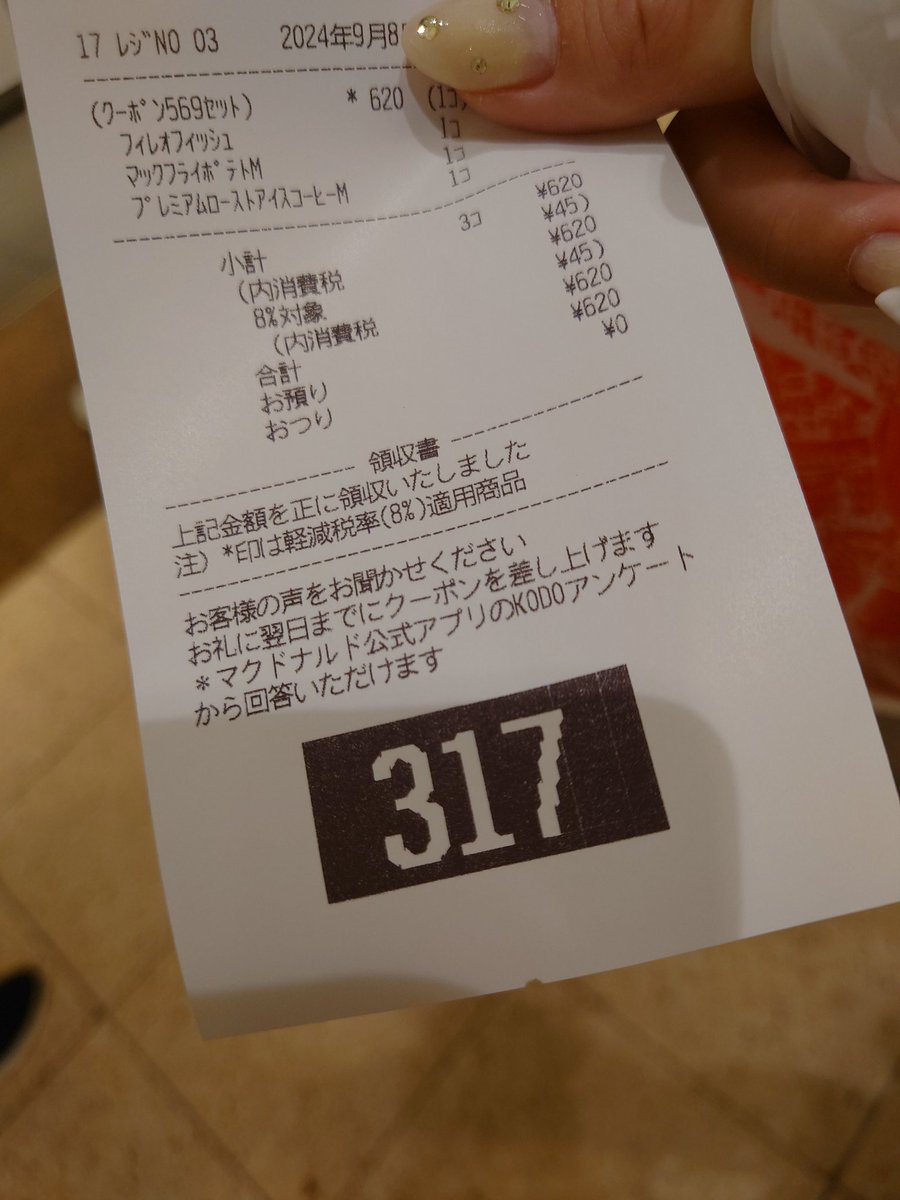 17 ﾚｼﾞNO 03 2024年9月8
(ｸｰﾎﾟﾝ569ｾｯﾄ) * 620 (1ｺ)
ﾌｨﾚｵﾌｨｯｼｭ 1ｺ
ﾏｯｸﾌﾗｲﾎﾟﾃﾄM 1ｺ
ﾌﾟﾚﾐｱﾑﾛｰｽﾄｱｲｽｺｰﾋｰM 1ｺ
3ｺ
小計 ¥620
(内消費税 ¥45)
8%対象 ¥620
(内消費税 ¥45)
合計 ¥620
お預り ¥620
おつり ¥0
領収書
上記金額を正に領収いたしました
注) *印は軽減税率(8%)適用商品
お客様の声をお聞かせください
お礼に翌日までにクーポンを差し上げます
*マクドナルド公式アプリのKODOアンケート
から回答いただけます
317